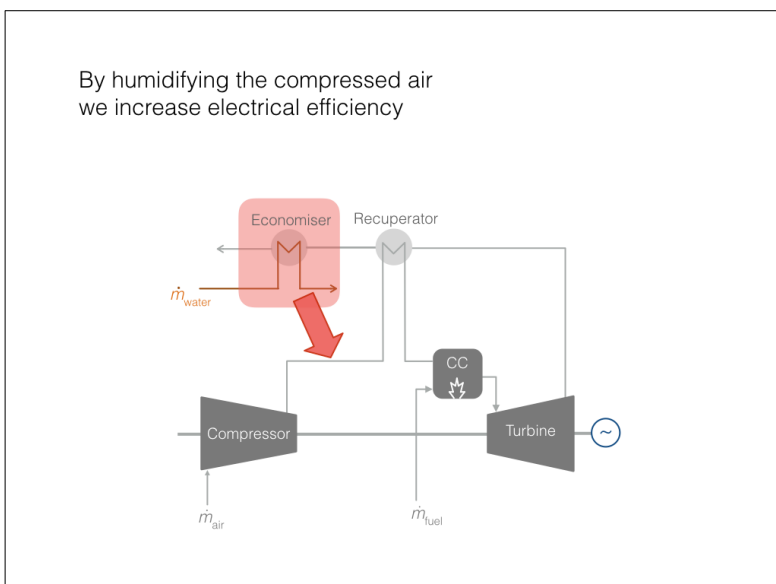 By humidifying the compressed air
we increase electrical efficiency
Economiser
Recuperator
ṁwater
CC
Compressor
Turbine
~
ṁair
ṁfuel